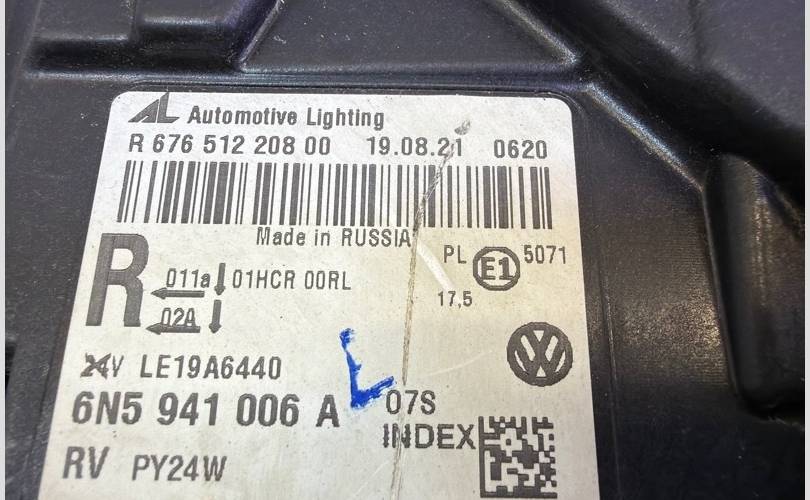 AL Automotive Lighting
R 676 512 208 00 19.08.21 0620
Made in RUSSIA
R 011a 01HCR 00RL PL E1 5071
02A 17,5
24V LE19A6440
6N5 941 006 A L 07S
INDEX
RV PY24W